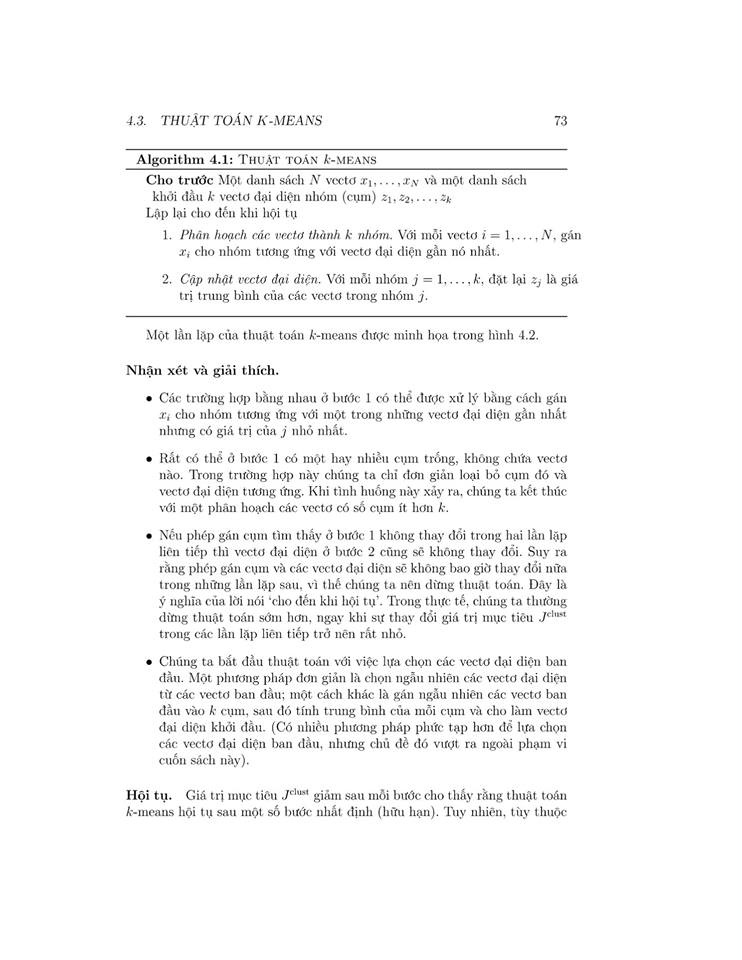 4.3. THUẬT TOÁN K-MEANS 73
Algorithm 4.1: THUẬT TOÁN k-MEANS
Cho trước Một danh sách N vectơ x₁, . . . , x_N và một danh sách
khởi đầu k vectơ đại diện nhóm (cụm) z₁, z₂, . . . , z_k
Lặp lại cho đến khi hội tụ
1. Phân hoạch các vectơ thành k nhóm. Với mỗi vectơ i = 1, . . . , N, gán
x_i cho nhóm tương ứng với vectơ đại diện gần nó nhất.
2. Cập nhật vectơ đại diện. Với mỗi nhóm j = 1, . . . , k, đặt lại z_j là giá
trị trung bình của các vectơ trong nhóm j.
Một lần lặp của thuật toán k-means được minh họa trong hình 4.2.
Nhận xét và giải thích.
• Các trường hợp bằng nhau ở bước 1 có thể được xử lý bằng cách gán
x_i cho nhóm tương ứng với một trong những vectơ đại diện gần nhất
nhưng có giá trị của j nhỏ nhất.
• Rất có thể ở bước 1 có một hay nhiều cụm trống, không chứa vectơ
nào. Trong trường hợp này chúng ta chỉ đơn giản loại bỏ cụm đó và
vectơ đại diện tương ứng. Khi tình huống này xảy ra, chúng ta kết thúc
với một phân hoạch các vectơ có số cụm ít hơn k.
• Nếu phép gán cụm tìm thấy ở bước 1 không thay đổi trong hai lần lặp
liên tiếp thì vectơ đại diện ở bước 2 cũng sẽ không thay đổi. Suy ra
rằng phép gán cụm và các vectơ đại diện sẽ không bao giờ thay đổi nữa
trong những lần lặp sau, vì thế chúng ta nên dừng thuật toán. Đây là
ý nghĩa của lời nói ‘cho đến khi hội tụ’. Trong thực tế, chúng ta thường
dừng thuật toán sớm hơn, ngay khi sự thay đổi giá trị mục tiêu J^clust
trong các lần lặp liên tiếp trở nên rất nhỏ.
• Chúng ta bắt đầu thuật toán với việc lựa chọn các vectơ đại diện ban
đầu. Một phương pháp đơn giản là chọn ngẫu nhiên các vectơ đại diện
từ các vectơ ban đầu; một cách khác là gán ngẫu nhiên các vectơ ban
đầu vào k cụm, sau đó tính trung bình của mỗi cụm và cho làm vectơ
đại diện khởi đầu. (Có nhiều phương pháp phức tạp hơn để lựa chọn
các vectơ đại diện ban đầu, nhưng chủ đề đó vượt ra ngoài phạm vi
cuốn sách này).
Hội tụ. Giá trị mục tiêu J^clust giảm sau mỗi bước cho thấy rằng thuật toán
k-means hội tụ sau một số bước nhất định (hữu hạn). Tuy nhiên, tùy thuộc